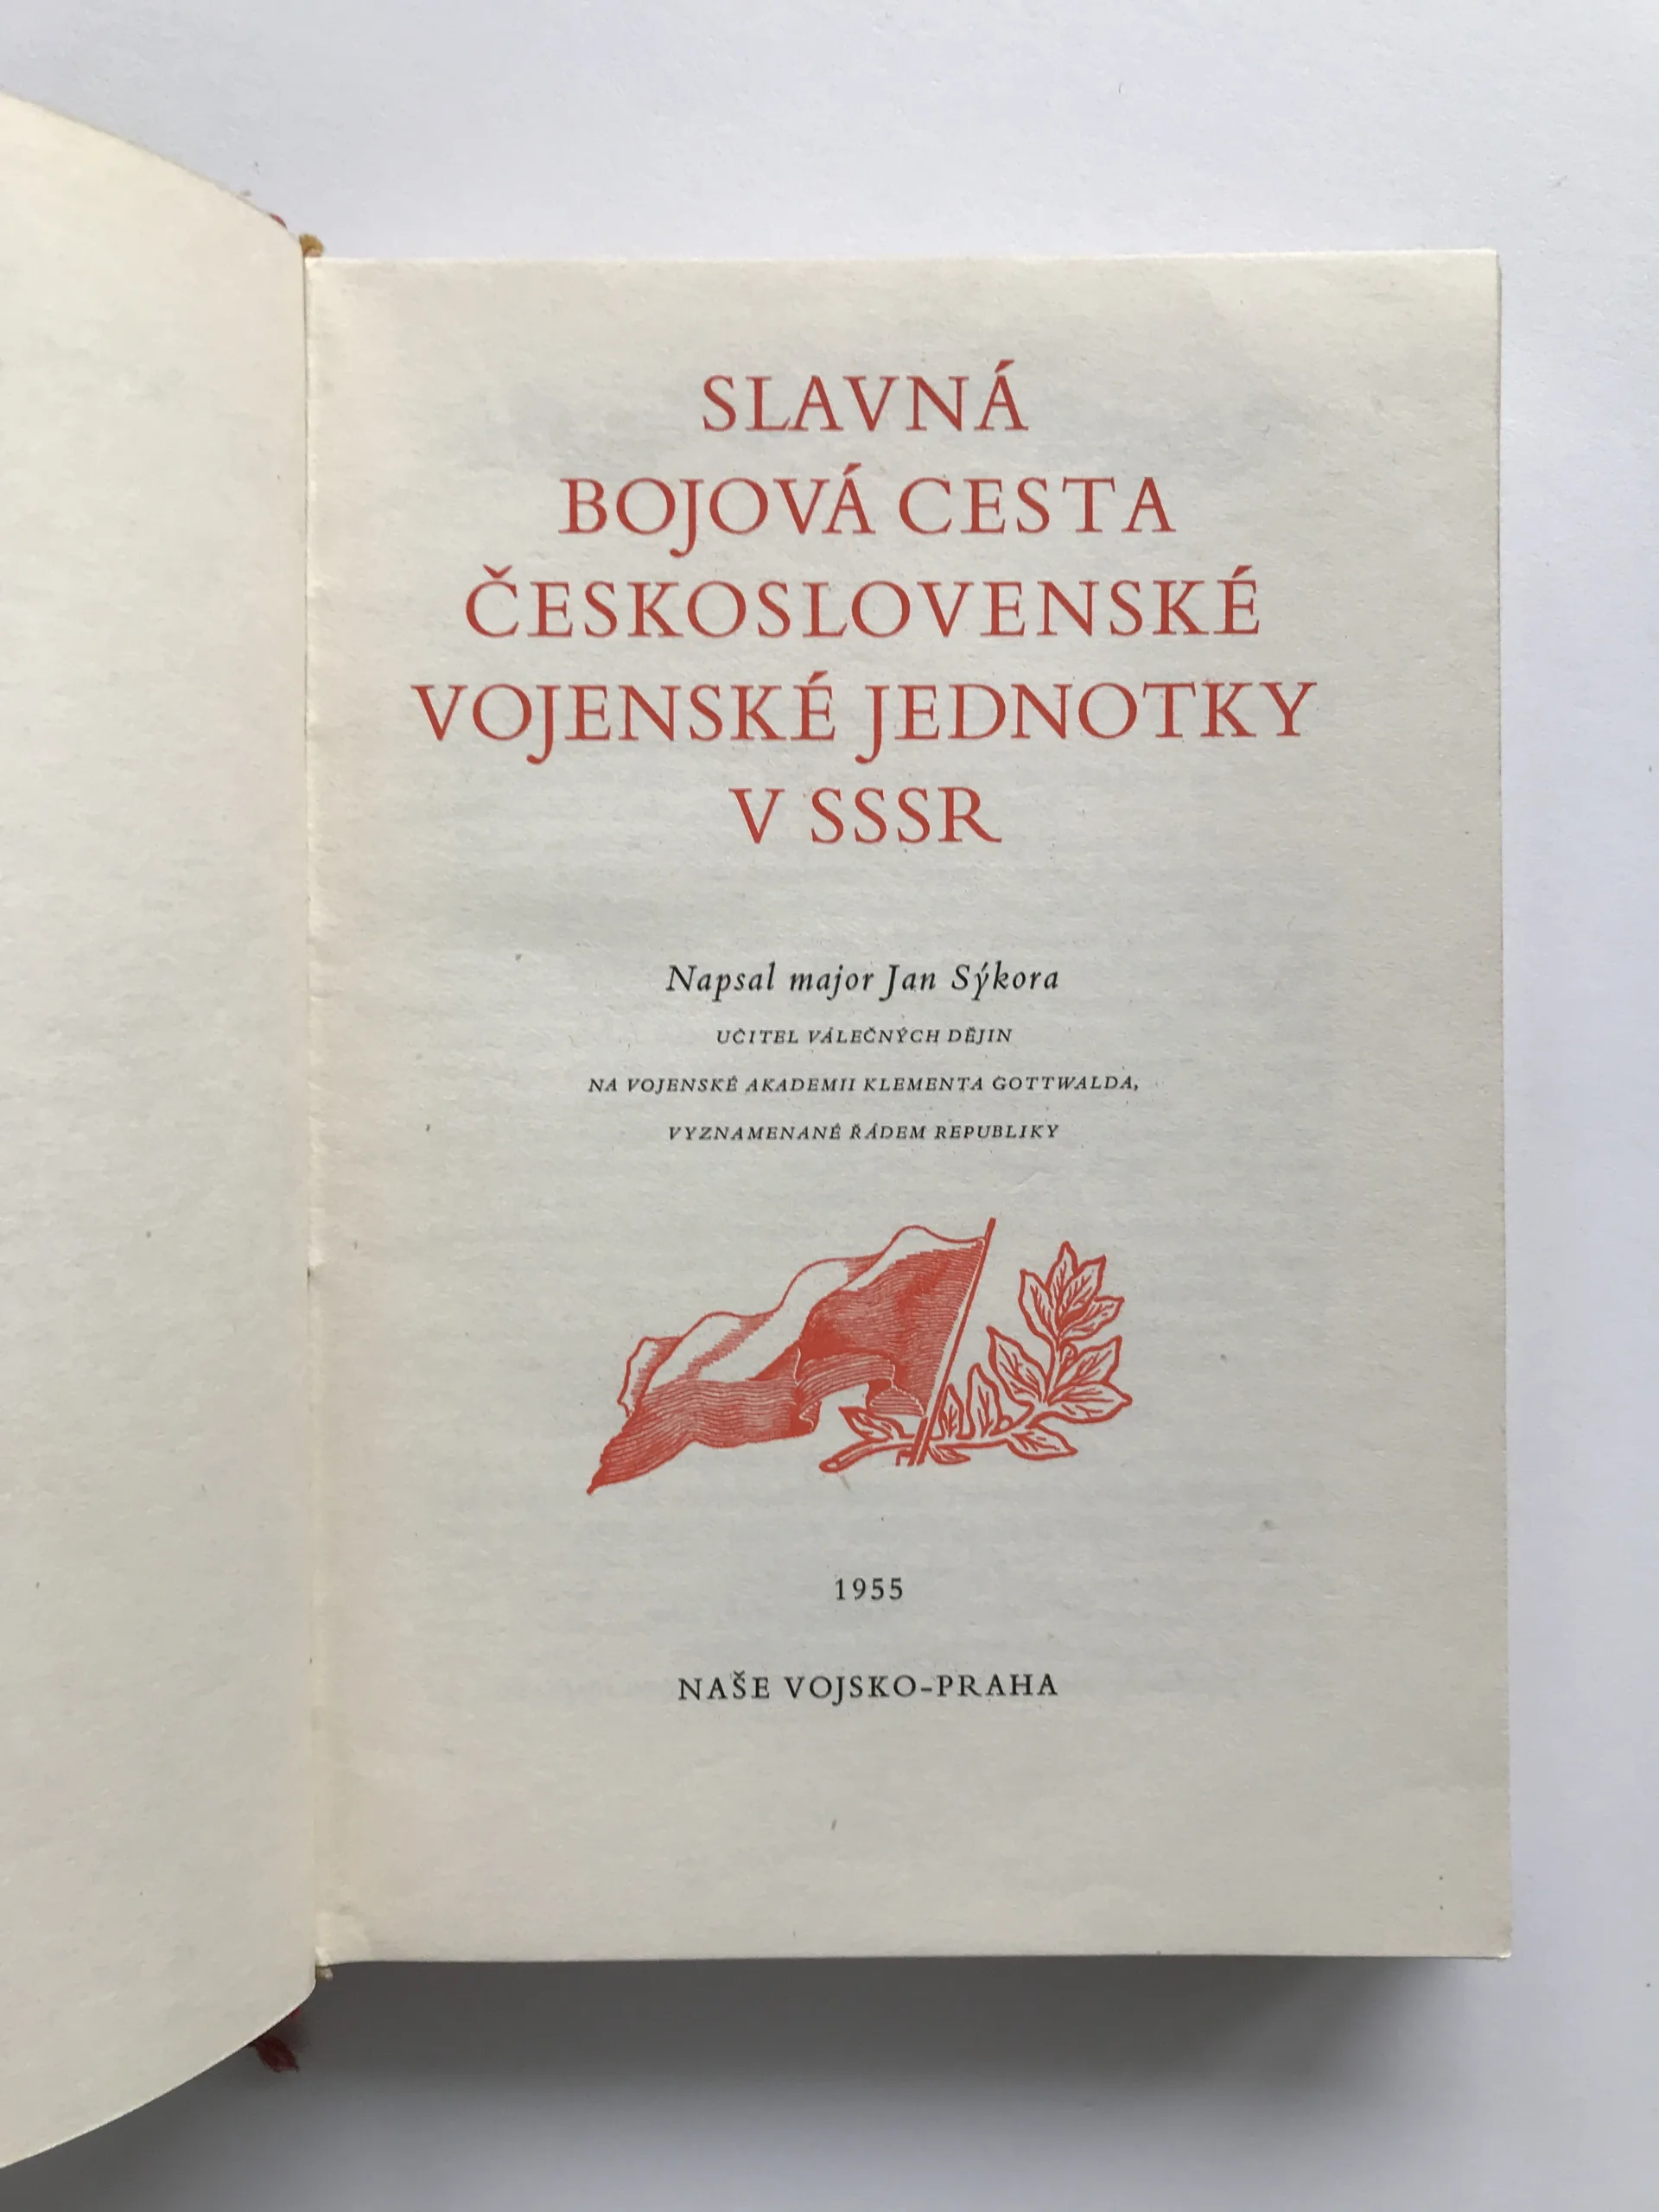 SLAVNÁ
BOJOVÁ CESTA
ČESKOSLOVENSKÉ
VOJENSKÉ JEDNOTKY
V SSSR
Napsal major Jan Sýkora
UČITEL VÁLEČNÝCH DĚJIN
NA VOJENSKÉ AKADEMII KLEMENTA GOTTWALDA,
VYZNAMENANÉ ŘÁDEM REPUBLIKY
1955
NAŠE VOJSKO–PRAHA